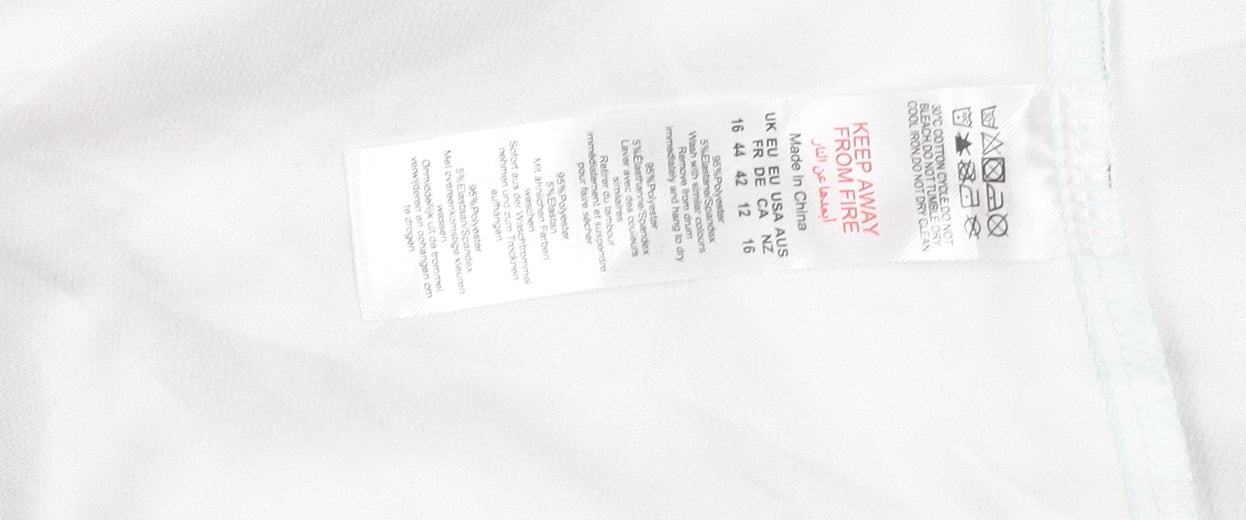 30°C COTTON CYCLE.DO NOT
BLEACH.DO NOT TUMBLE DRY
COOL IRON.DO NOT DRY CLEAN
KEEP AWAY
FROM FIRE
ابعدها عن النار
Made in China
UK EU EU USA AUS
FR DE CA NZ
16 44 42 12 16
95%Polyester
5%Elastane/Spandex
Wash with similar colours
Remove from drum
immediately and hang to dry
95%Polyester
5%Élasthanne/Spandex
Laver avec des couleurs
similaires
Retirer du tambour
immédiatement et suspendre
pour faire sécher
95% Polyester
5%Elastan
Mit ähnlichen Farben
waschen
Sofort aus der Waschtrommel
nehmen und zum Trocknen
aufhängen
95%Polyester
5%Elastaan/Spandex
Met overeenkomstige kleuren
wassen
Onmiddellijk uit de trommel
verwijderen en ophangen om
te drogen